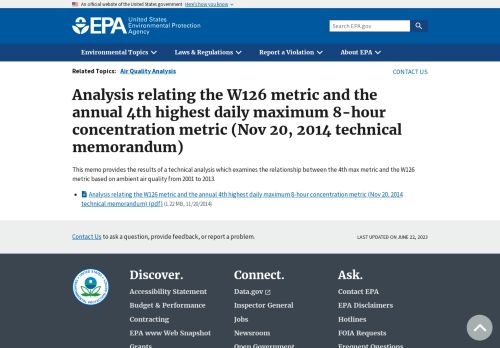 An official website of the United States government Here's how you know
EPA United States
Environmental Protection
Agency
Search EPA.gov
Environmental Topics Laws & Regulations Report a Violation About EPA
Related Topics: Air Quality Analysis CONTACT US
Analysis relating the W126 metric and the
annual 4th highest daily maximum 8-hour
concentration metric (Nov 20, 2014 technical
memorandum)
This memo provides the results of a technical analysis which examines the relationship between the 4th max metric and the W126
metric based on ambient air quality from 2001 to 2013.
Analysis relating the W126 metric and the annual 4th highest daily maximum 8-hour concentration metric (Nov 20, 2014
technical memorandum) (pdf) (1.22 MB, 11/20/2014)
Contact Us to ask a question, provide feedback, or report a problem. LAST UPDATED ON JUNE 22, 2023
Discover. Connect. Ask.
Accessibility Statement Data.gov Contact EPA
Budget & Performance Inspector General EPA Disclaimers
Contracting Jobs Hotlines
EPA www Web Snapshot Newsroom FOIA Requests
Grants Open Government Frequent Questions